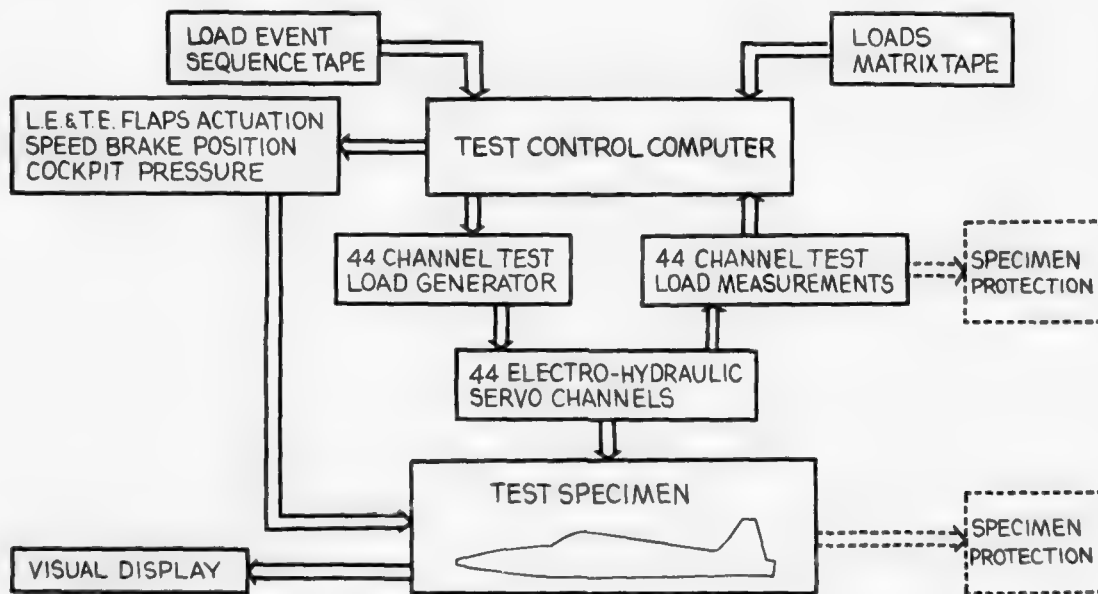 LOAD EVENT
SEQUENCE TAPE
LOADS
MATRIX TAPE
L.E.&T.E. FLAPS ACTUATION
SPEED BRAKE POSITION
COCKPIT PRESSURE
TEST CONTROL COMPUTER
44 CHANNEL TEST
LOAD GENERATOR
44 CHANNEL TEST
LOAD MEASUREMENTS
SPECIMEN
PROTECTION
44 ELECTRO-HYDRAULIC
SERVO CHANNELS
TEST SPECIMEN
SPECIMEN
PROTECTION
VISUAL DISPLAY